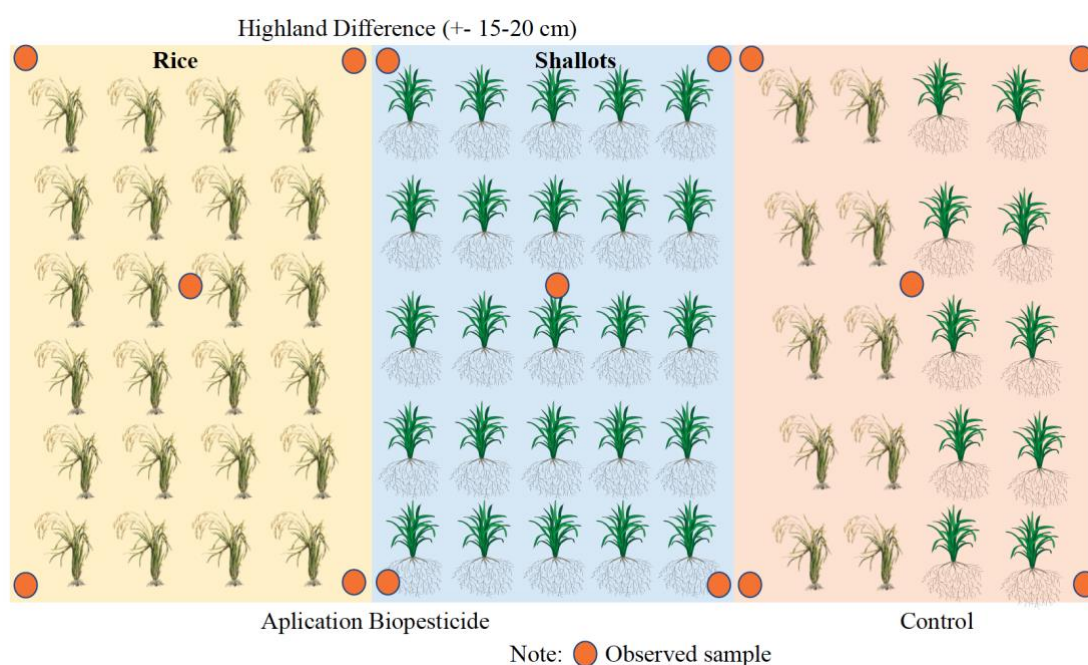 Highland Difference (+- 15-20 cm)
Rice
Shallots
Aplication Biopesticide
Control
Note: Observed sample